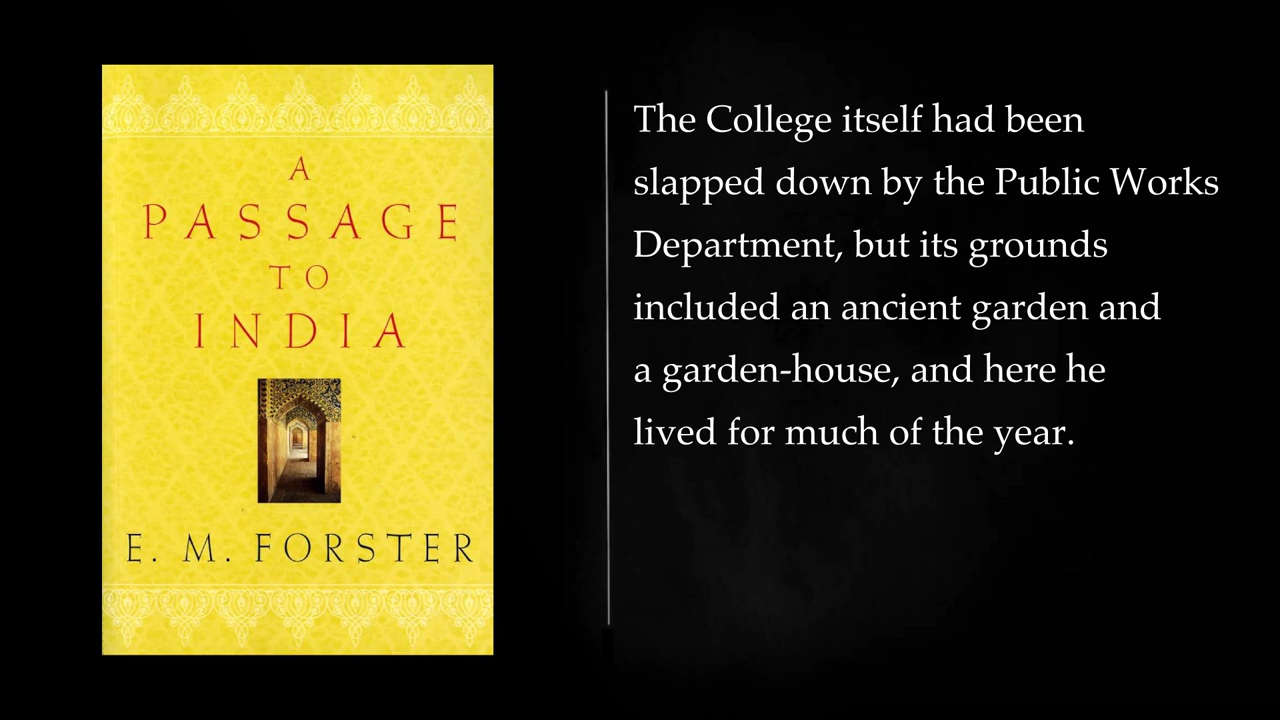 A
PASSAGE
TO
INDIA
E. M. FORSTER
The College itself had been
slapped down by the Public Works
Department, but its grounds
included an ancient garden and
a garden-house, and here he
lived for much of the year.